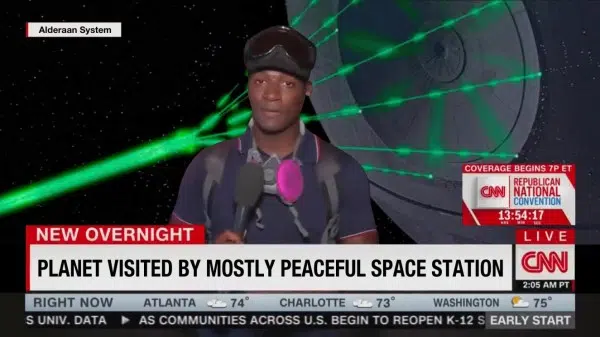 Alderaan System
COVERAGE BEGINS 7P ET
CNN
REPUBLICAN
NATIONAL
CONVENTION
13:54:17
NEW OVERNIGHT
LIVE
PLANET VISITED BY MOSTLY PEACEFUL SPACE STATION
CNN
2:05 AM PT
RIGHT NOW ATLANTA 74° CHARLOTTE 73° WASHINGTON 75°
S UNIV. DATA ► AS COMMUNITIES ACROSS U.S. BEGIN TO REOPEN K-12 S EARLY START